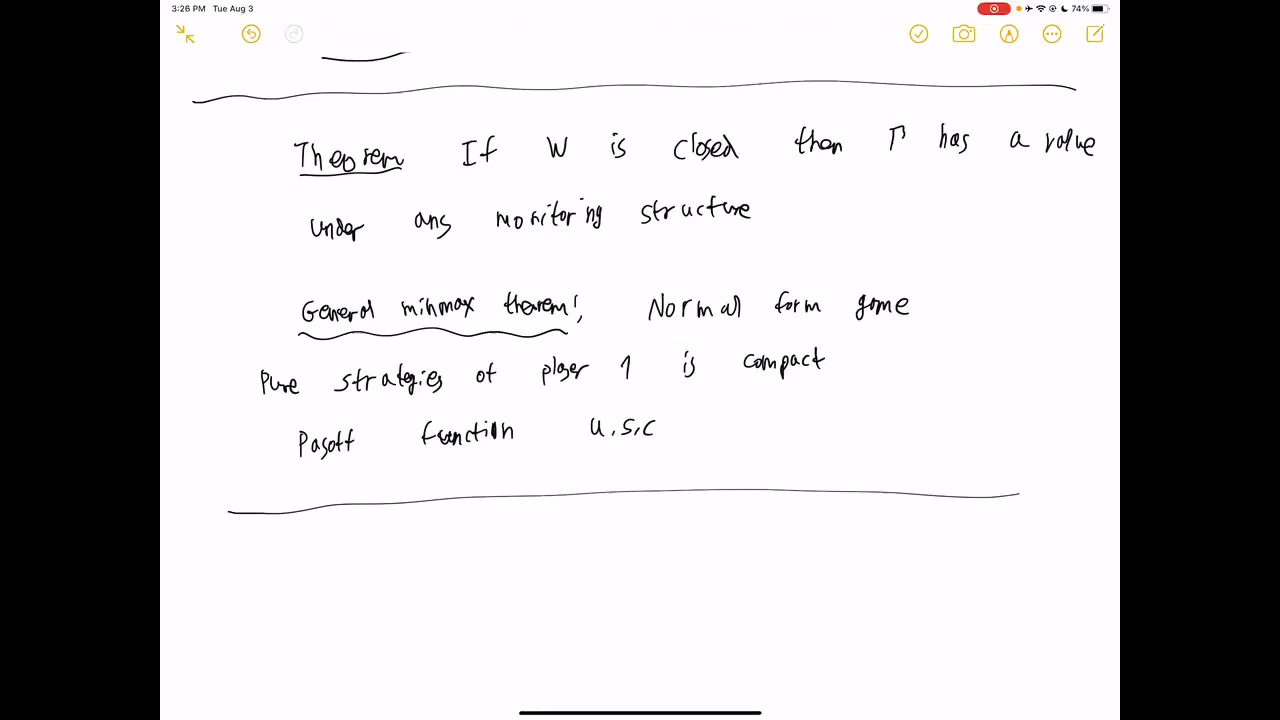 3:26 PM Tue Aug 3
74%
Theorem If W is closed then Γ has a value
under any monitoring structure
General minmax theorem: Normal form game
Pure strategies of player 1 is compact
Payoff function u.s.c